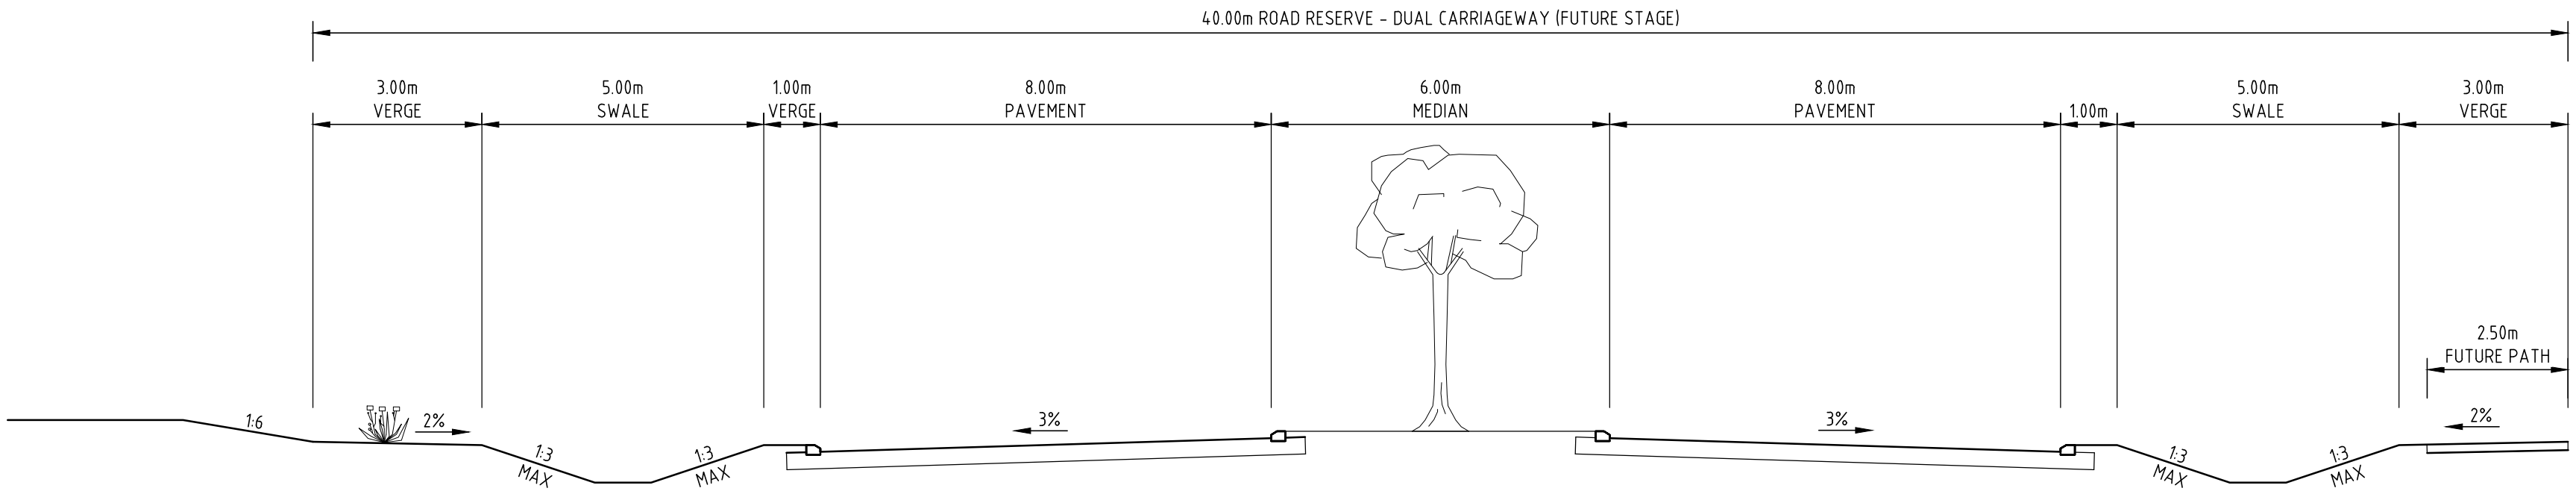 40.00m ROAD RESERVE - DUAL CARRIAGEWAY (FUTURE STAGE)
3.00m
VERGE
5.00m
SWALE
1.00m
VERGE
8.00m
PAVEMENT
6.00m
MEDIAN
8.00m
PAVEMENT
1.00m
5.00m
SWALE
3.00m
VERGE
2.50m
FUTURE PATH
1:6
2%
1:3
MAX
1:3
MAX
3%
3%
1:3
MAX
1:3
MAX
2%